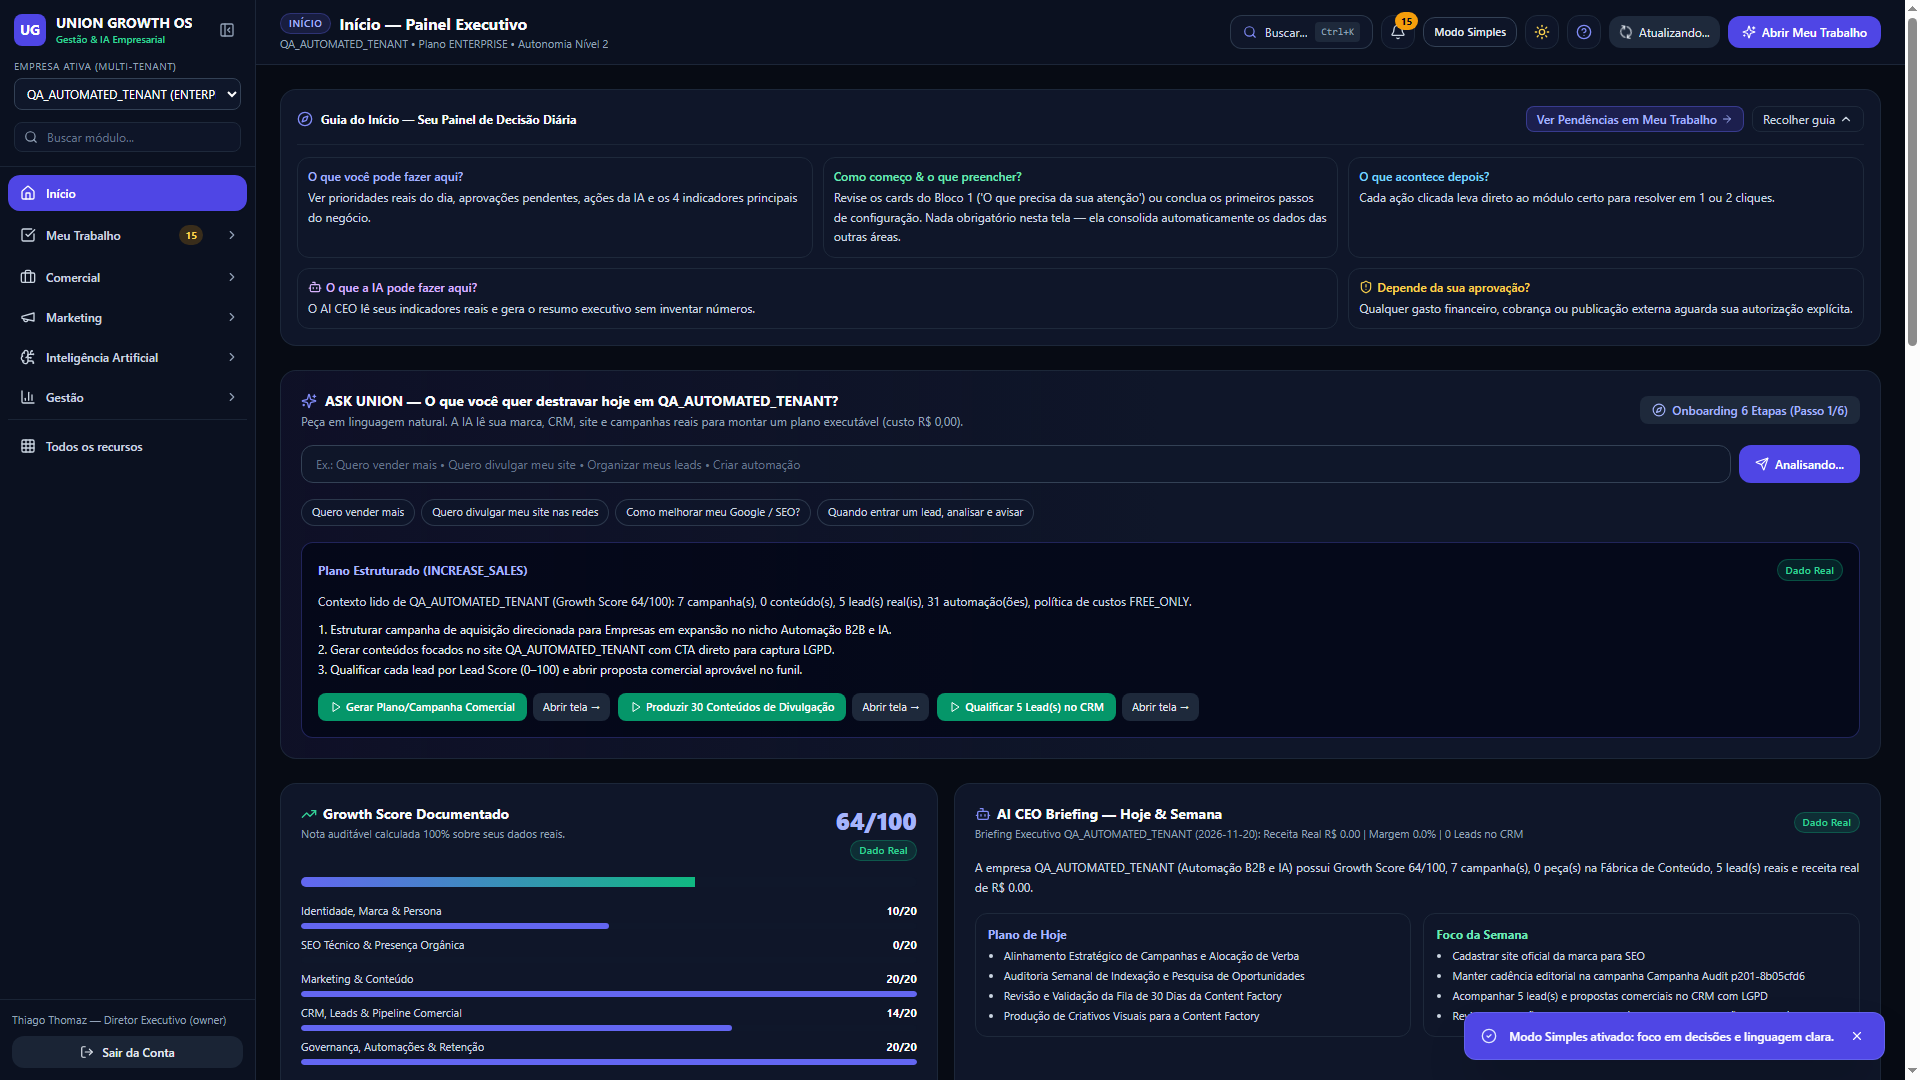 UG
UNION GROWTH OS
Gestão & IA Empresarial
EMPRESA ATIVA (MULTI-TENANT)
QA_AUTOMATED_TENANT (ENTERP
Buscar módulo...
Início
Meu Trabalho
15
Comercial
Marketing
Inteligência Artificial
Gestão
Todos os recursos
Thiago Thomaz — Diretor Executivo (owner)
Sair da Conta
INÍCIO
Início — Painel Executivo
QA_AUTOMATED_TENANT • Plano ENTERPRISE • Autonomia Nível 2
Buscar...
Ctrl+K
15
Modo Simples
Atualizando...
Abrir Meu Trabalho
Guia do Início — Seu Painel de Decisão Diária
Ver Pendências em Meu Trabalho →
Recolher guia
O que você pode fazer aqui?
Ver prioridades reais do dia, aprovações pendentes, ações da IA e os 4 indicadores principais
do negócio.
Como começo & o que preencher?
Revise os cards do Bloco 1 ('O que precisa da sua atenção') ou conclua os primeiros passos
de configuração. Nada obrigatório nesta tela — ela consolida automaticamente os dados das
outras áreas.
O que acontece depois?
Cada ação clicada leva direto ao módulo certo para resolver em 1 ou 2 cliques.
O que a IA pode fazer aqui?
O AI CEO lê seus indicadores reais e gera o resumo executivo sem inventar números.
Depende da sua aprovação?
Qualquer gasto financeiro, cobrança ou publicação externa aguarda sua autorização explícita.
ASK UNION — O que você quer destravar hoje em QA_AUTOMATED_TENANT?
Peça em linguagem natural. A IA lê sua marca, CRM, site e campanhas reais para montar um plano executável (custo R$ 0,00).
Onboarding 6 Etapas (Passo 1/6)
Ex.: Quero vender mais • Quero divulgar meu site • Organizar meus leads • Criar automação
Analisando...
Quero vender mais
Quero divulgar meu site nas redes
Como melhorar meu Google / SEO?
Quando entrar um lead, analisar e avisar
Plano Estruturado (INCREASE_SALES)
Dado Real
Contexto lido de QA_AUTOMATED_TENANT (Growth Score 64/100): 7 campanha(s), 0 conteúdo(s), 5 lead(s) real(is), 31 automação(ões), política de custos FREE_ONLY.
1. Estruturar campanha de aquisição direcionada para Empresas em expansão no nicho Automação B2B e IA.
2. Gerar conteúdos focados no site QA_AUTOMATED_TENANT com CTA direto para captura LGPD.
3. Qualificar cada lead por Lead Score (0–100) e abrir proposta comercial aprovável no funil.
Gerar Plano/Campanha Comercial
Abrir tela →
Produzir 30 Conteúdos de Divulgação
Abrir tela →
Qualificar 5 Lead(s) no CRM
Abrir tela →
Growth Score Documentado
Nota auditável calculada 100% sobre seus dados reais.
64/100
Dado Real
Identidade, Marca & Persona
10/20
SEO Técnico & Presença Orgânica
0/20
Marketing & Conteúdo
20/20
CRM, Leads & Pipeline Comercial
14/20
Governança, Automações & Retenção
20/20
AI CEO Briefing — Hoje & Semana
Briefing Executivo QA_AUTOMATED_TENANT (2026-11-20): Receita Real R$ 0.00 | Margem 0.0% | 0 Leads no CRM
Dado Real
A empresa QA_AUTOMATED_TENANT (Automação B2B e IA) possui Growth Score 64/100, 7 campanha(s), 0 peça(s) na Fábrica de Conteúdo, 5 lead(s) reais e receita real
de R$ 0.00.
Plano de Hoje
• Alinhamento Estratégico de Campanhas e Alocação de Verba
• Auditoria Semanal de Indexação e Pesquisa de Oportunidades
• Revisão e Validação da Fila de 30 Dias da Content Factory
• Produção de Criativos Visuais para a Content Factory
Foco da Semana
• Cadastrar site oficial da marca para SEO
• Manter cadência editorial na campanha Campanha Audit p201-8b05cfd6
• Acompanhar 5 lead(s) e propostas comerciais no CRM com LGPD
Modo Simples ativado: foco em decisões e linguagem clara.